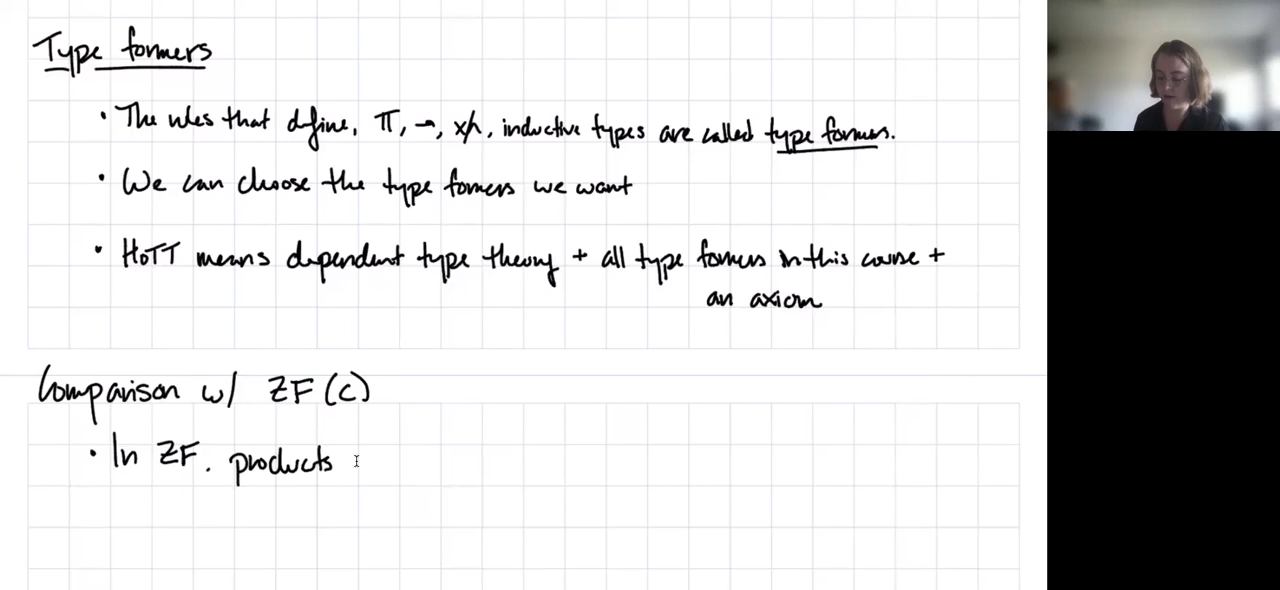 Type formers
• The rules that define, Π, →, x/λ, inductive types are called type formers.
• We can choose the type formers we want
• HoTT means dependent type theory + all type formers in this course +
an axiom
Comparison w/ ZF(C)
• In ZF. products